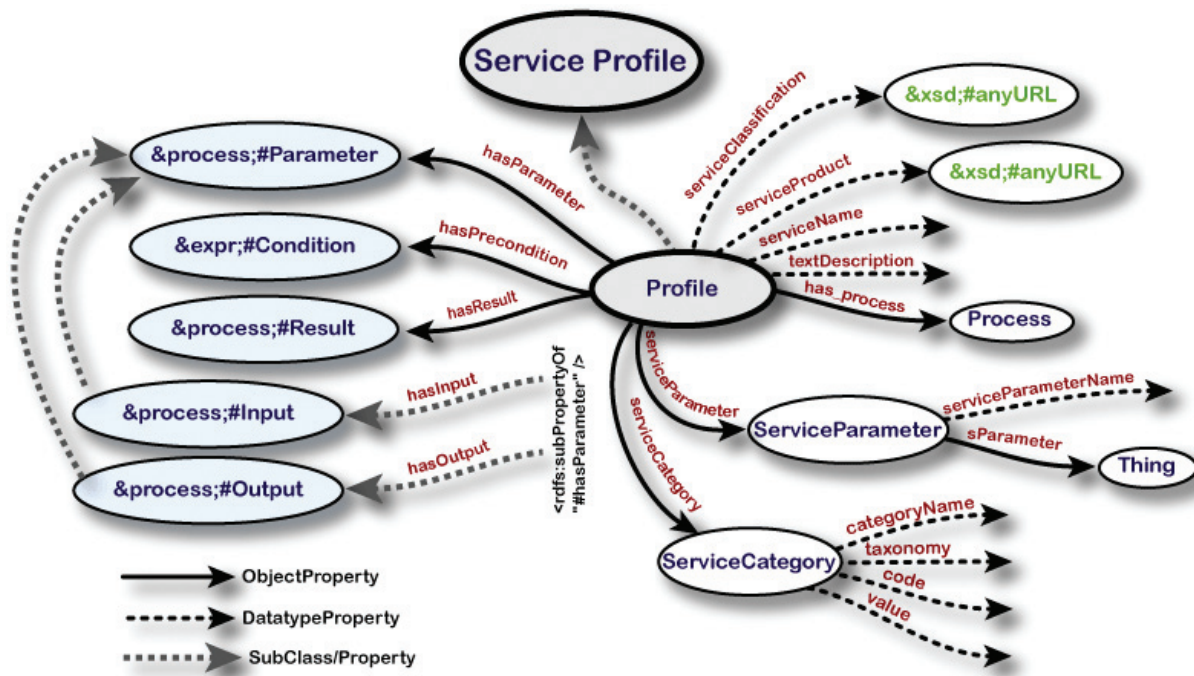 Service Profile
&xsd;#anyURL
serviceClassification
&process;#Parameter
hasParameter
serviceProduct
&xsd;#anyURL
serviceName
&expr;#Condition
hasPrecondition
textDescription
Profile
has_process
&process;#Result
hasResult
Process
serviceParameter
serviceCategory
hasInput
<rdfs:subPropertyOf
"#hasParameter" />
serviceParameterName
&process;#Input
ServiceParameter
sParameter
hasOutput
Thing
&process;#Output
categoryName
ServiceCategory
taxonomy
code
value
ObjectProperty
DatatypeProperty
SubClass/Property